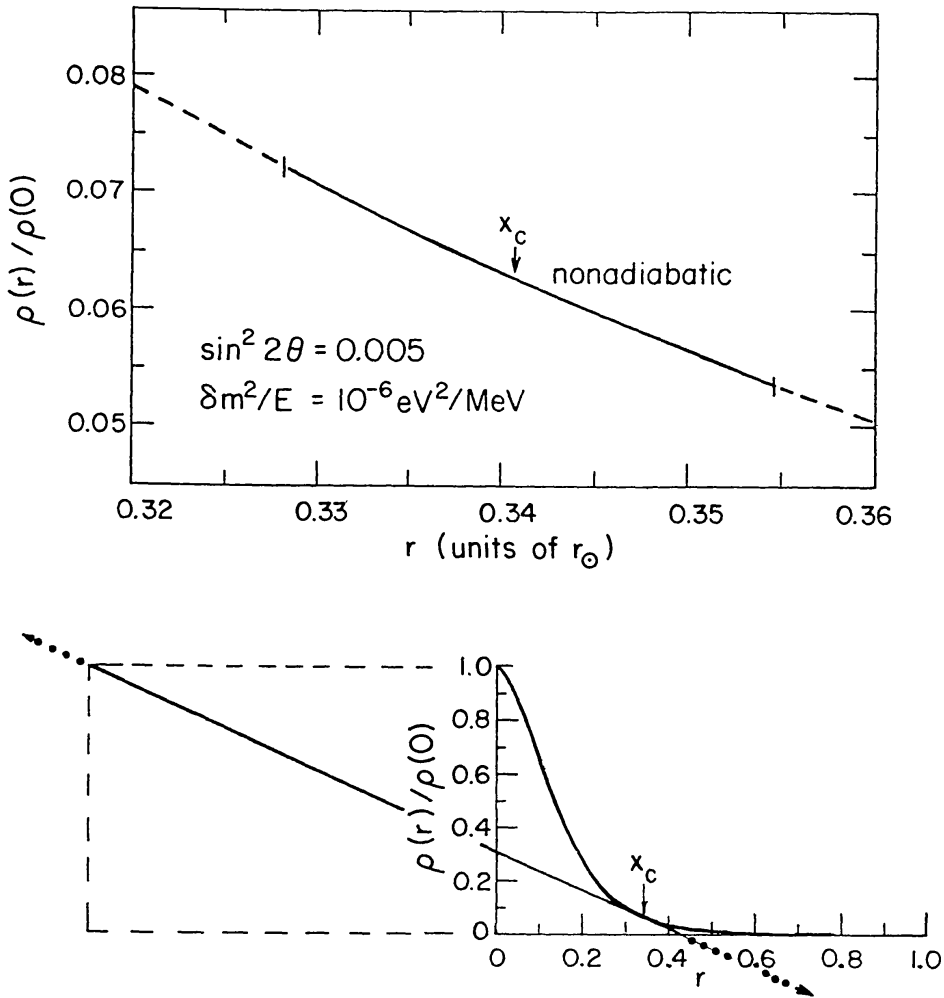 0.08
0.07
0.06
0.05
ρ(r)/ρ(0)
x_c
nonadiabatic
sin² 2θ = 0.005
δm²/E = 10⁻⁶ eV²/MeV
0.32 0.33 0.34 0.35 0.36
r (units of r_⊙)
1.0
0.8
0.6
0.4
0.2
0
ρ(r)/ρ(0)
x_c
0 0.2 0.4 0.6 0.8 1.0
r